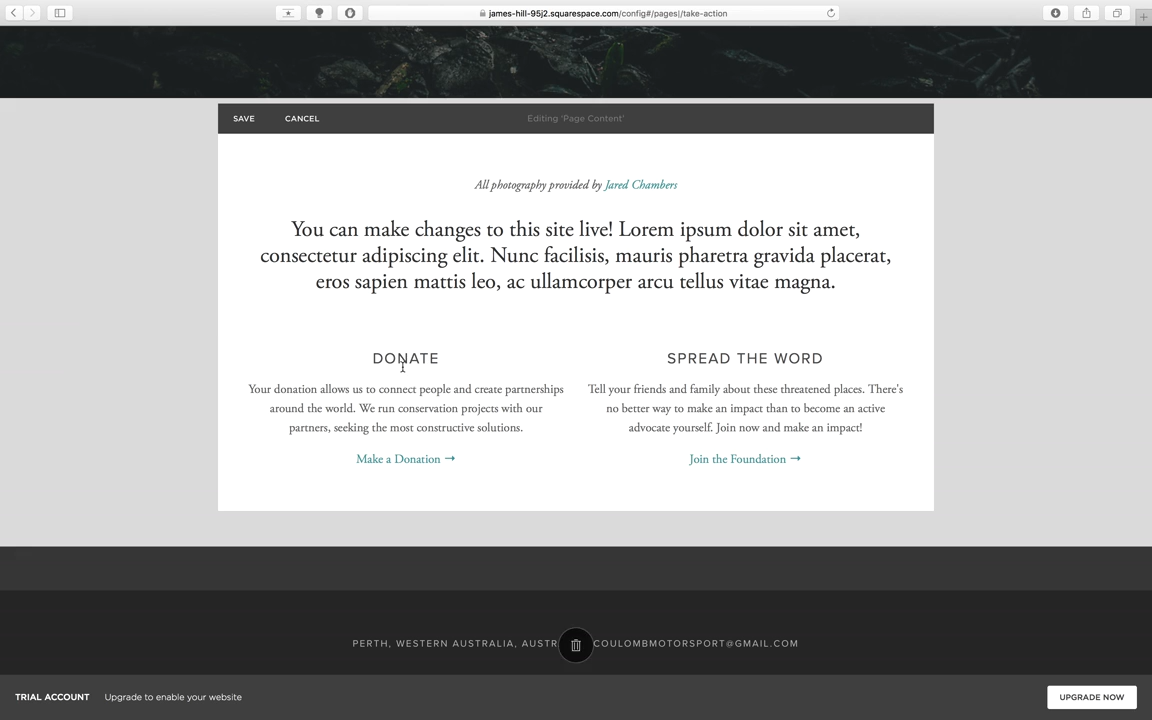 james-hill-95j2.squarespace.com/config#/pages|/take-action
SAVE CANCEL Editing 'Page Content'
All photography provided by Jared Chambers
You can make changes to this site live! Lorem ipsum dolor sit amet,
consectetur adipiscing elit. Nunc facilisis, mauris pharetra gravida placerat,
eros sapien mattis leo, ac ullamcorper arcu tellus vitae magna.
DONATE
Your donation allows us to connect people and create partnerships
around the world. We run conservation projects with our
partners, seeking the most constructive solutions.
Make a Donation →
SPREAD THE WORD
Tell your friends and family about these threatened places. There's
no better way to make an impact than to become an active
advocate yourself. Join now and make an impact!
Join the Foundation →
PERTH, WESTERN AUSTRALIA, AUSTR COULOMBMOTORSPORT@GMAIL.COM
TRIAL ACCOUNT Upgrade to enable your website UPGRADE NOW